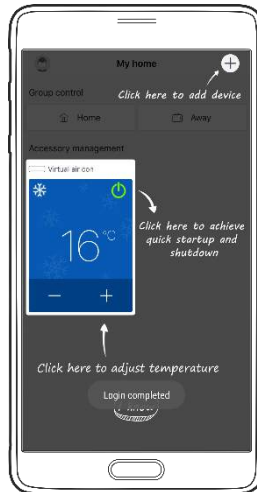 My home
Click here to add device
Group control
Home
Away
Accessory management
Virtual air con
16°C
Click here to achieve
quick startup and
shutdown
− +
Click here to adjust temperature
Login completed